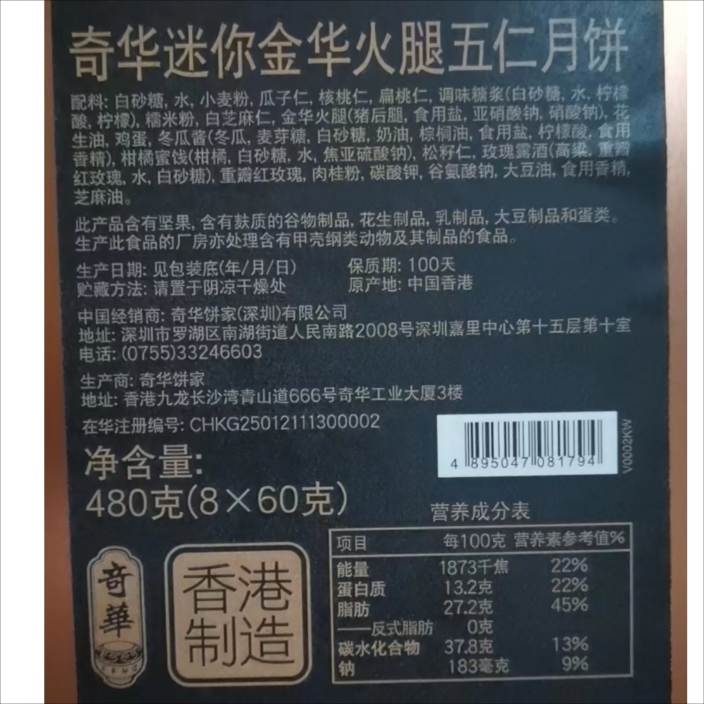 奇华迷你金华火腿五仁月饼
配料: 白砂糖, 水, 小麦粉, 瓜子仁, 核桃仁, 扁桃仁, 调味糖浆(白砂糖, 水, 柠檬
酸, 柠檬), 糯米粉, 白芝麻仁, 金华火腿(猪后腿, 食用盐, 亚硝酸钠, 硝酸钠), 花
生油, 鸡蛋, 冬瓜酱(冬瓜, 麦芽糖, 白砂糖, 奶油, 棕榈油, 食用盐, 柠檬酸, 食用
香精), 柑橘蜜饯(柑橘, 白砂糖, 水, 焦亚硫酸钠), 松籽仁, 玫瑰露酒(高粱, 重瓣
红玫瑰, 水, 白砂糖), 重瓣红玫瑰, 肉桂粉, 碳酸钾, 谷氨酸钠, 大豆油, 食用香精,
芝麻油。
此产品含有坚果, 含有麸质的谷物制品, 花生制品, 乳制品, 大豆制品和蛋类。
生产此食品的厂房亦处理含有甲壳纲类动物及其制品的食品。
生产日期: 见包装底(年/月/日) 保质期: 100天
贮藏方法: 请置于阴凉干燥处 原产地: 中国香港
中国经销商: 奇华饼家(深圳)有限公司
地址: 深圳市罗湖区南湖街道人民南路2008号深圳嘉里中心第十五层第十室
电话: (0755)33246603
生产商: 奇华饼家
地址: 香港九龙长沙湾青山道666号奇华工业大厦3楼
在华注册编号: CHKG25012111300002
4 895047 081794
V0002KW
净含量:
480克(8×60克)
奇華
香港
制造
营养成分表
项目 每100克 营养素参考值%
能量 1873千焦 22%
蛋白质 13.2克 22%
脂肪 27.2克 45%
——反式脂肪 0克
碳水化合物 37.8克 13%
钠 183毫克 9%